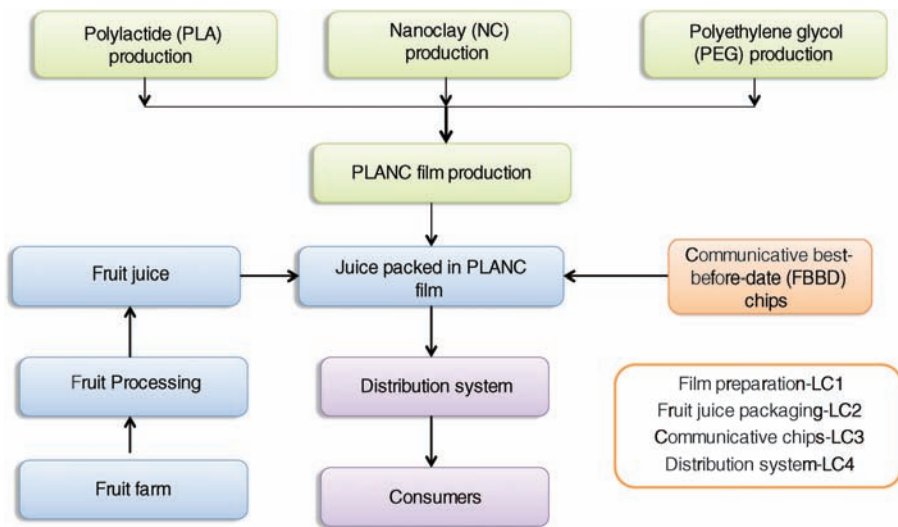 Polylactide (PLA)
production
Nanoclay (NC)
production
Polyethylene glycol
(PEG) production
PLANC film production
Fruit juice
Juice packed in PLANC
film
Communicative best-
before-date (FBBD)
chips
Fruit Processing
Distribution system
Fruit farm
Consumers
Film preparation-LC1
Fruit juice packaging-LC2
Communicative chips-LC3
Distribution system-LC4